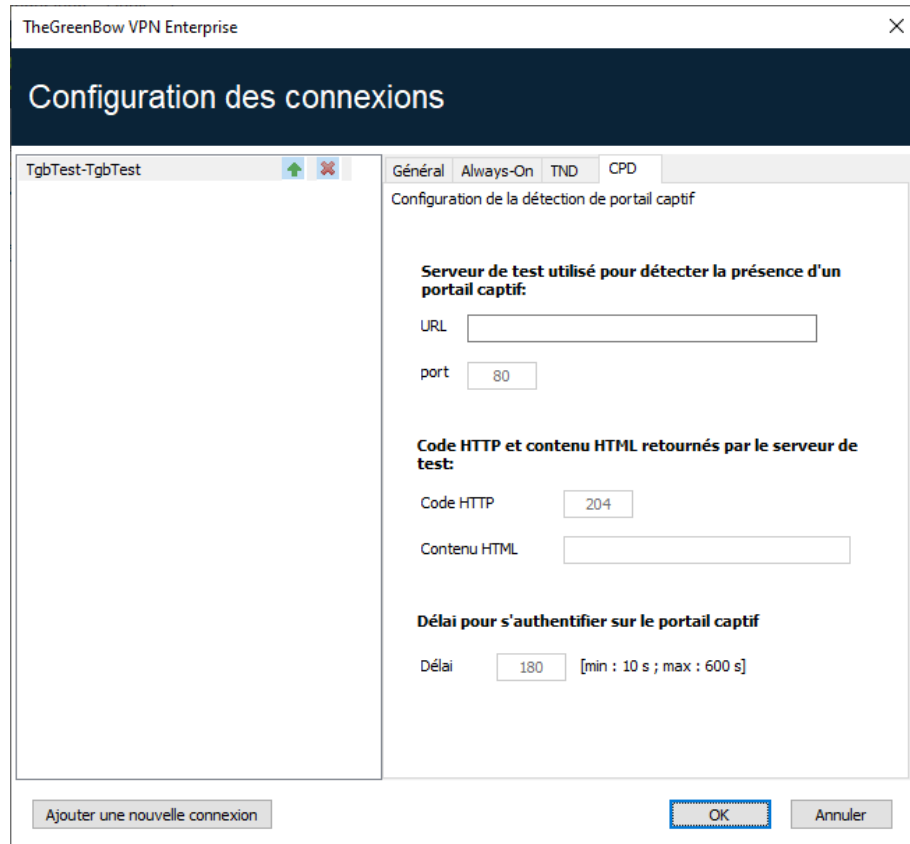 TheGreenBow VPN Enterprise
Configuration des connexions
TgbTest-TgbTest
Général Always-On TND CPD
Configuration de la détection de portail captif
Serveur de test utilisé pour détecter la présence d'un
portail captif:
URL
port 80
Code HTTP et contenu HTML retournés par le serveur de
test:
Code HTTP 204
Contenu HTML
Délai pour s'authentifier sur le portail captif
Délai 180 [min : 10 s ; max : 600 s]
Ajouter une nouvelle connexion OK Annuler